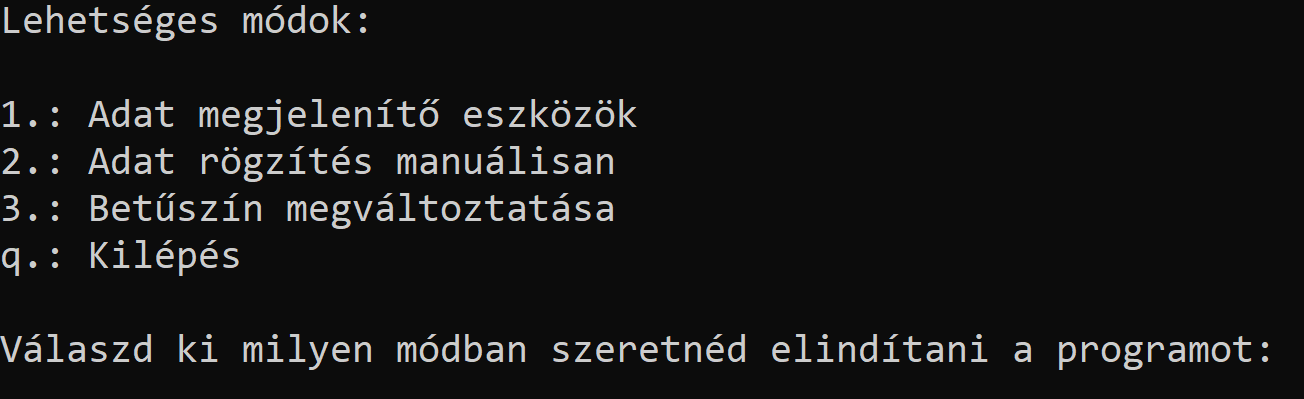 Lehetséges módok:
1.: Adat megjelenítő eszközök
2.: Adat rögzítés manuálisan
3.: Betűszín megváltoztatása
q.: Kilépés
Válaszd ki milyen módban szeretnéd elindítani a programot: